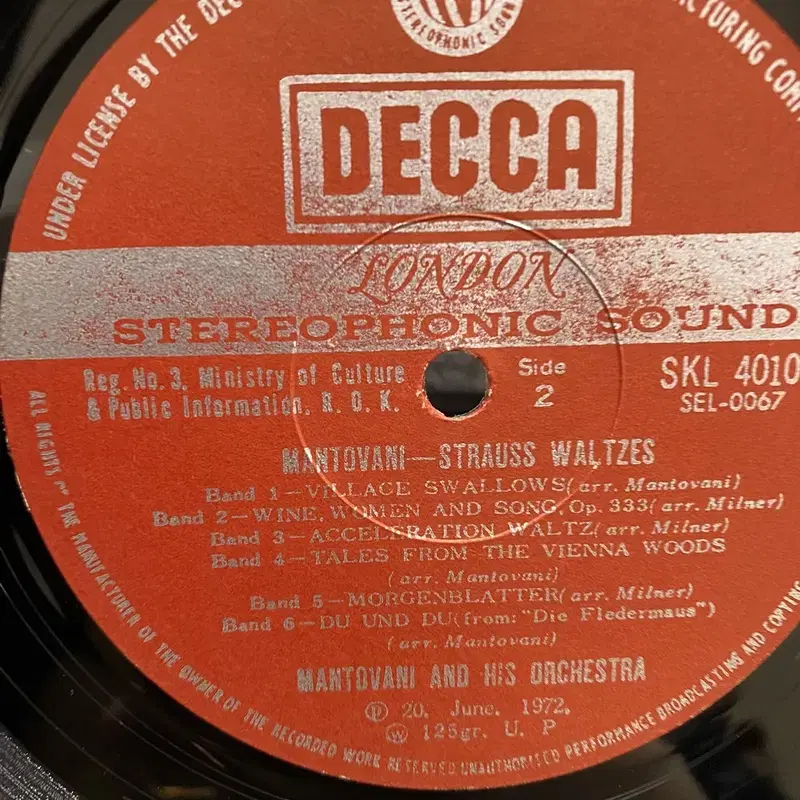 STEREOPHONIC SOUND
UNDER LICENSE BY THE DEC
CTURING COMP
DECCA
LONDON
STEREOPHONIC SOUND
Reg. No. 3. Ministry of Culture
& Public Information. R. O. K.
Side
2
SKL 4010
SEL-0067
MANTOVANI—STRAUSS WALTZES
Band 1—VILLAGE SWALLOWS(arr. Mantovani)
Band 2—WINE, WOMEN AND SONG, Op. 333(arr. Milner)
Band 3—ACCELERATION WALTZ(arr. Milner)
Band 4—TALES FROM THE VIENNA WOODS
(arr. Mantovani)
Band 5—MORGENBLATTER(arr. Milner)
Band 6—DU UND DU(from: "Die Fledermaus")
(arr. Mantovani)
MANTOVANI AND HIS ORCHESTRA
Ⓟ 20. June. 1972.
ⓦ 125gr. U. P
ALL RIGHTS THE MANUFACTURER OF THE OWNER OF THE RECORDED WORK RESERVED UNAUTHORISED PERFORMANCE BROADCASTING AND COPYING